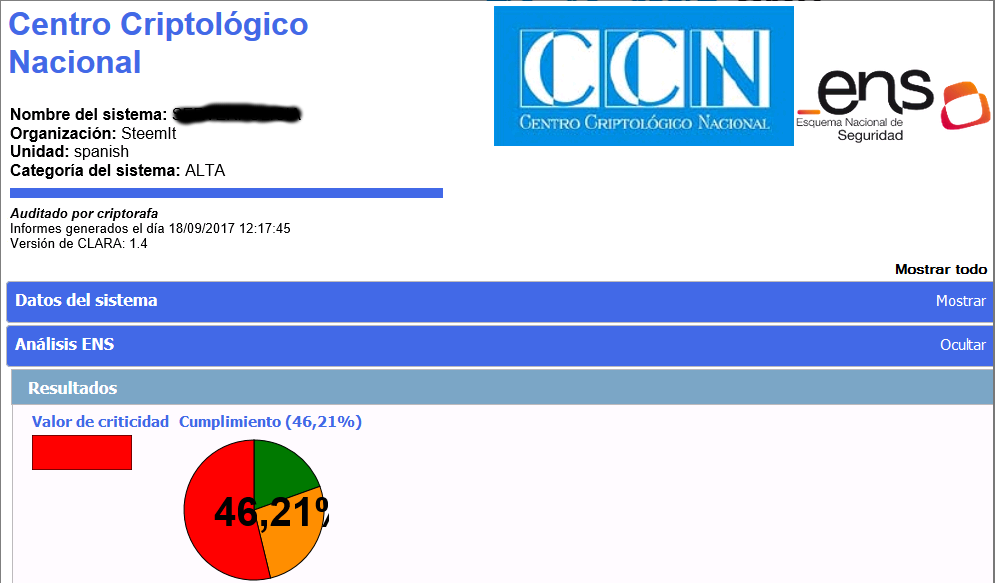 Centro Criptológico
Nacional
CCN
CENTRO CRIPTOLÓGICO NACIONAL
_ens
Esquema Nacional de
Seguridad
Nombre del sistema:
Organización: SteemIt
Unidad: spanish
Categoría del sistema: ALTA
Auditado por criptorafa
Informes generados el día 18/09/2017 12:17:45
Versión de CLARA: 1.4
Mostrar todo
Datos del sistema Mostrar
Análisis ENS Ocultar
Resultados
Valor de criticidad Cumplimiento (46,21%)
46,21%